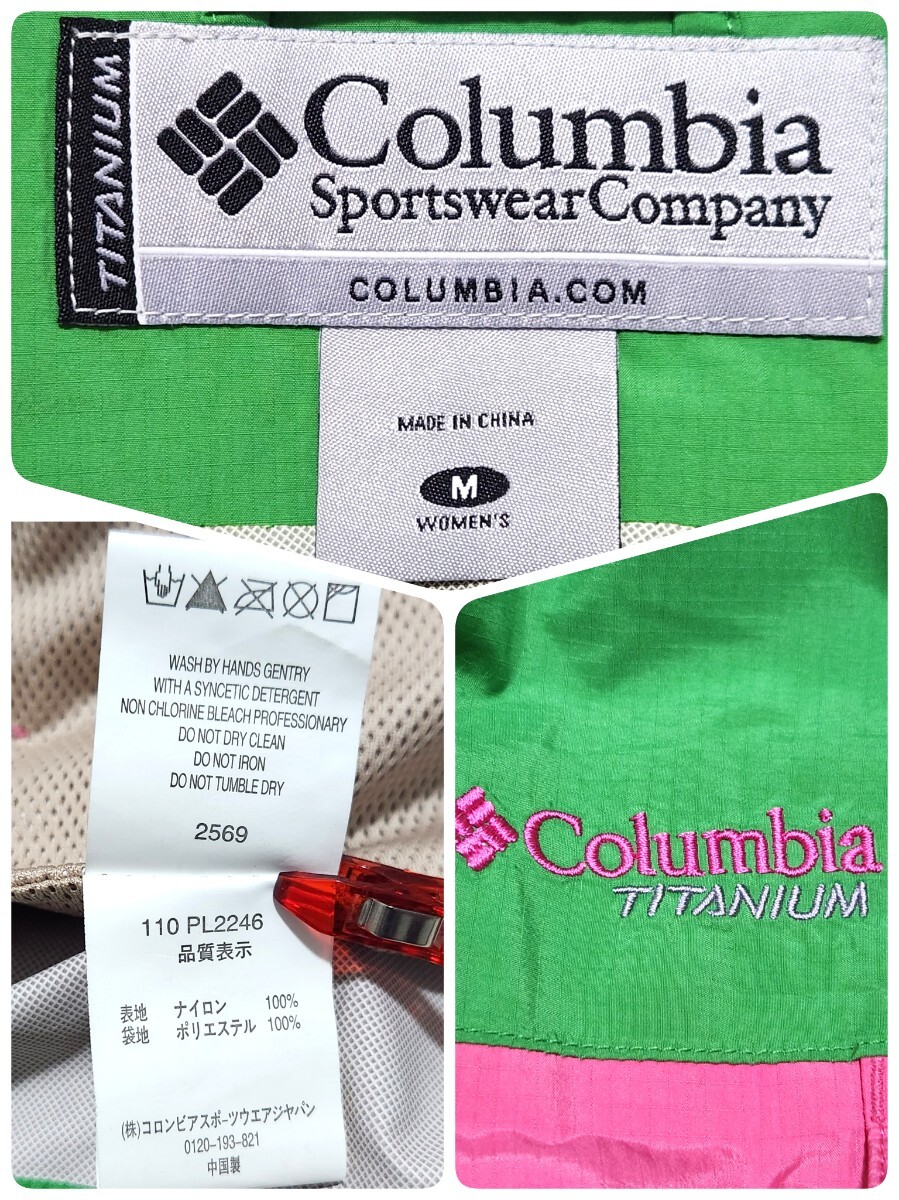 TITANIUM
Columbia
Sportswear Company
COLUMBIA.COM
MADE IN CHINA
M
WOMEN'S
WASH BY HANDS GENTRY
WITH A SYNCETIC DETERGENT
NON CHLORINE BLEACH PROFESSIONARY
DO NOT DRY CLEAN
DO NOT IRON
DO NOT TUMBLE DRY
2569
110 PL2246
品質表示
表地 ナイロン 100%
袋地 ポリエステル 100%
(株)コロンビアスポーツウエアジャパン
0120-193-821
中国製
Columbia
TITANIUM